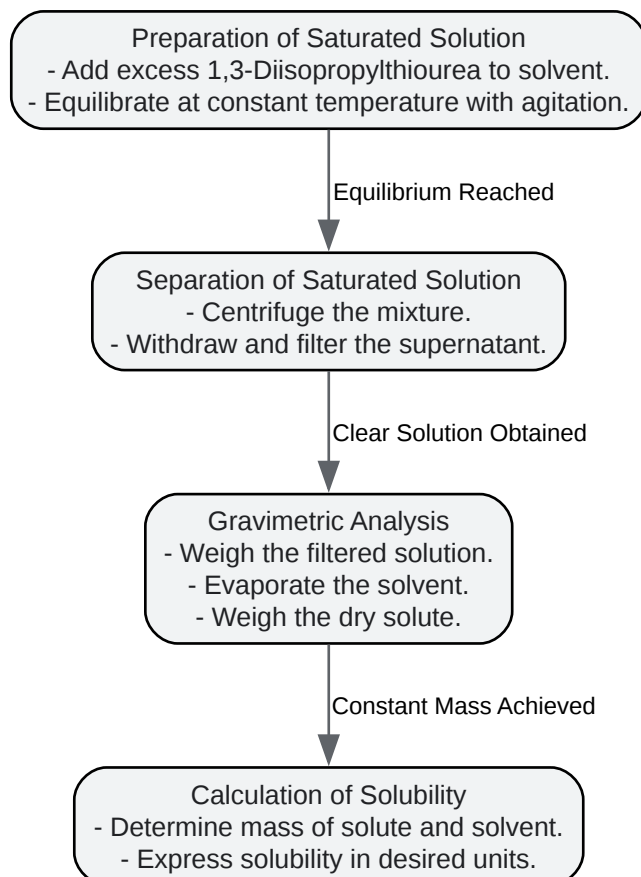 Preparation of Saturated Solution
- Add excess 1,3-Diisopropylthiourea to solvent.
- Equilibrate at constant temperature with agitation.
Equilibrium Reached
Separation of Saturated Solution
- Centrifuge the mixture.
- Withdraw and filter the supernatant.
Clear Solution Obtained
Gravimetric Analysis
- Weigh the filtered solution.
- Evaporate the solvent.
- Weigh the dry solute.
Constant Mass Achieved
Calculation of Solubility
- Determine mass of solute and solvent.
- Express solubility in desired units.